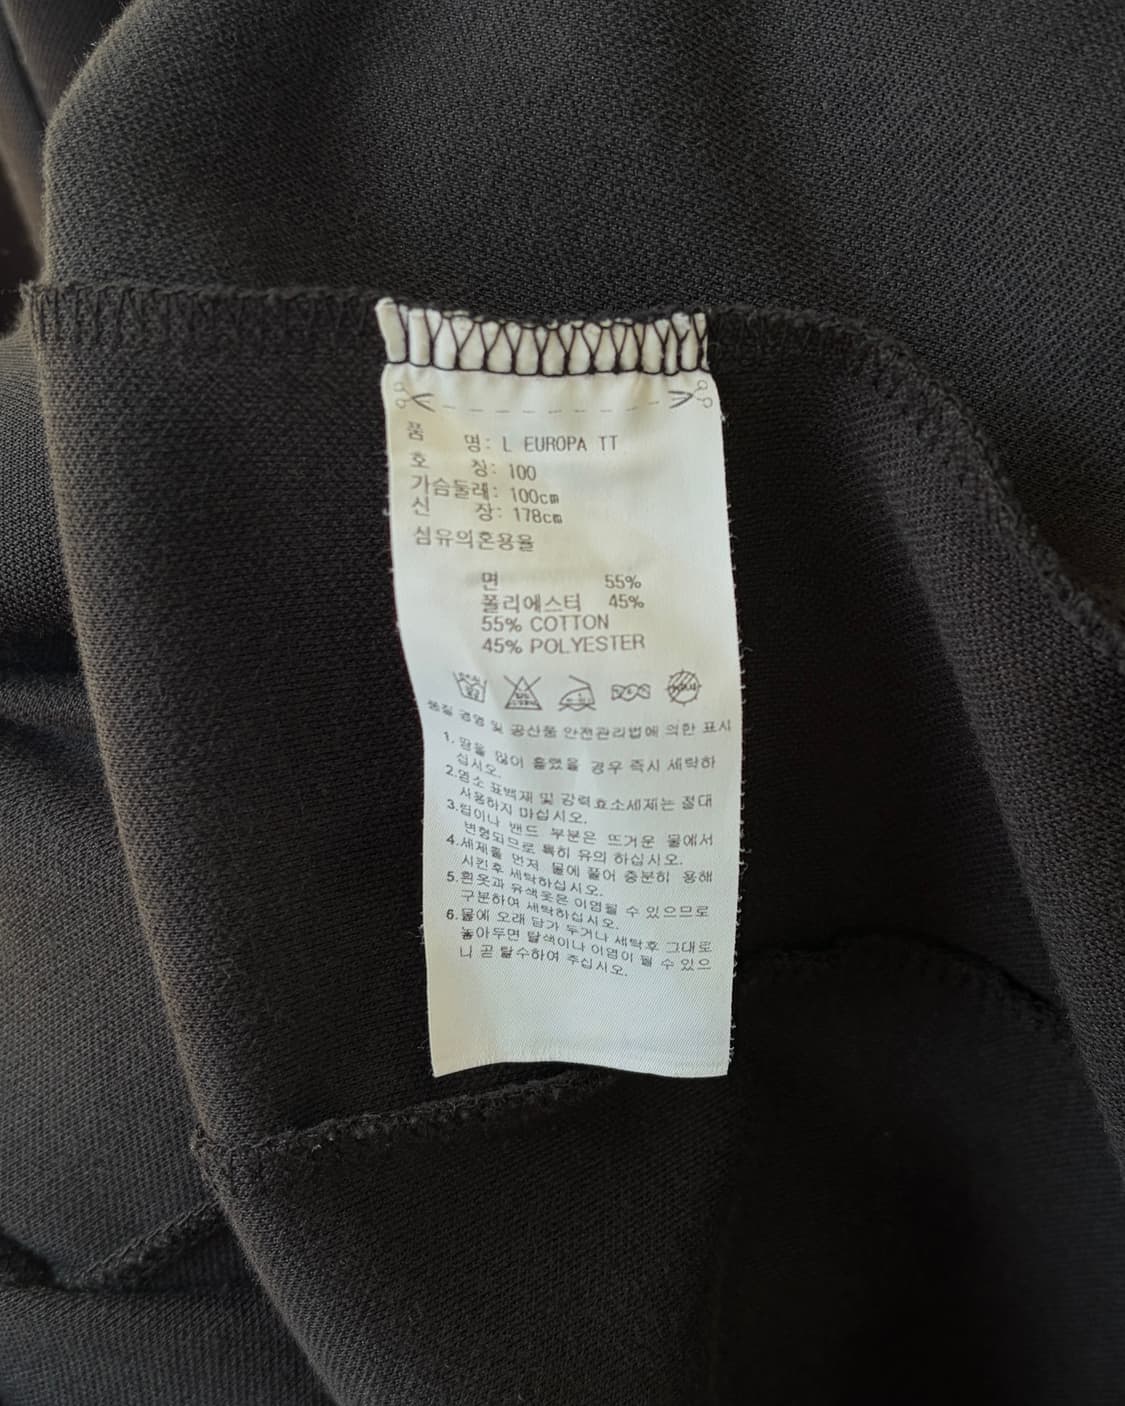 품 명: L EUROPA TT
호 칭: 100
가슴둘레: 100cm
신 장: 178cm
섬유의혼용율
면 55%
폴리에스터 45%
55% COTTON
45% POLYESTER
품질 경영 및 공산품 안전관리법에 의한 표시
1.땀을 많이 흘렸을 경우 즉시 세탁하
십시오.
2.염소 표백제 및 강력효소세제는 절대
사용하지 마십시오.
3.립이나 밴드 부분은 뜨거운 물에서
변형되므로 특히 유의 하십시오.
4.세제를 먼저 물에 풀어 충분히 용해
시킨후 세탁하십시오.
5.흰옷과 유색옷은 이염될 수 있으므로
구분하여 세탁하십시오.
6.물에 오래 담가 두거나 세탁후 그대로
놓아두면 탈색이나 이염이 될 수 있으
니 곧 탈수하여 주십시오.